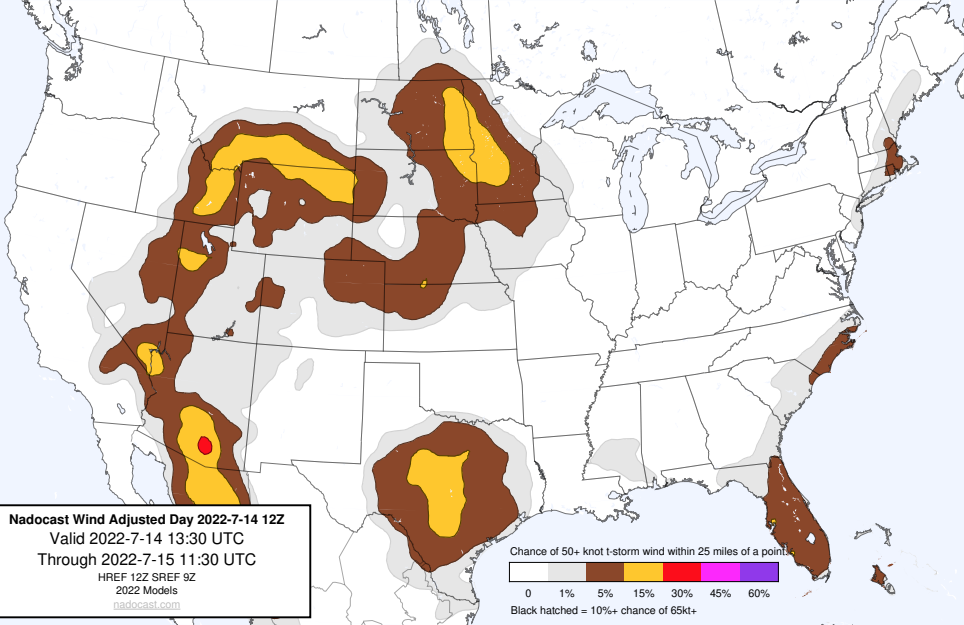 Nadocast Wind Adjusted Day 2022-7-14 12Z
Valid 2022-7-14 13:30 UTC
Through 2022-7-15 11:30 UTC
HREF 12Z SREF 9Z
2022 Models
nadocast.com
Chance of 50+ knot t-storm wind within 25 miles of a point.
0 1% 5% 15% 30% 45% 60%
Black hatched = 10%+ chance of 65kt+